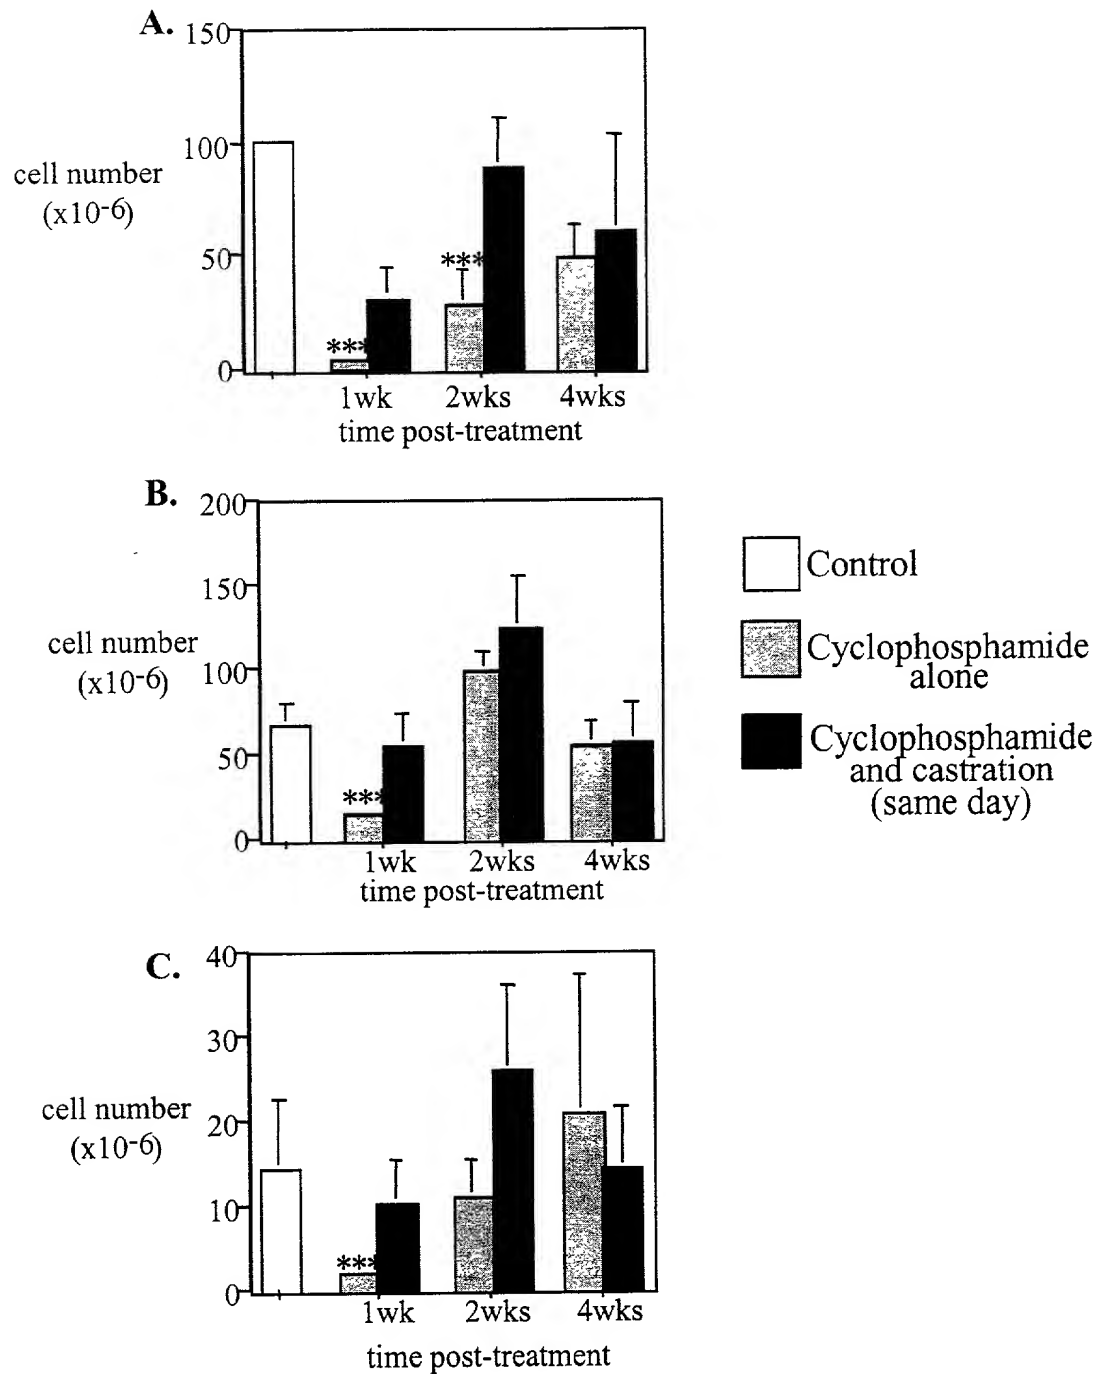 A.
150
100
50
0
cell number
(x10-6)
***
***
1wk 2wks 4wks
time post-treatment
B.
200
150
100
50
0
cell number
(x10-6)
***
1wk 2wks 4wks
time post-treatment
Control
Cyclophosphamide
alone
Cyclophosphamide
and castration
(same day)
C.
40
30
20
10
0
cell number
(x10-6)
***
1wk 2wks 4wks
time post-treatment